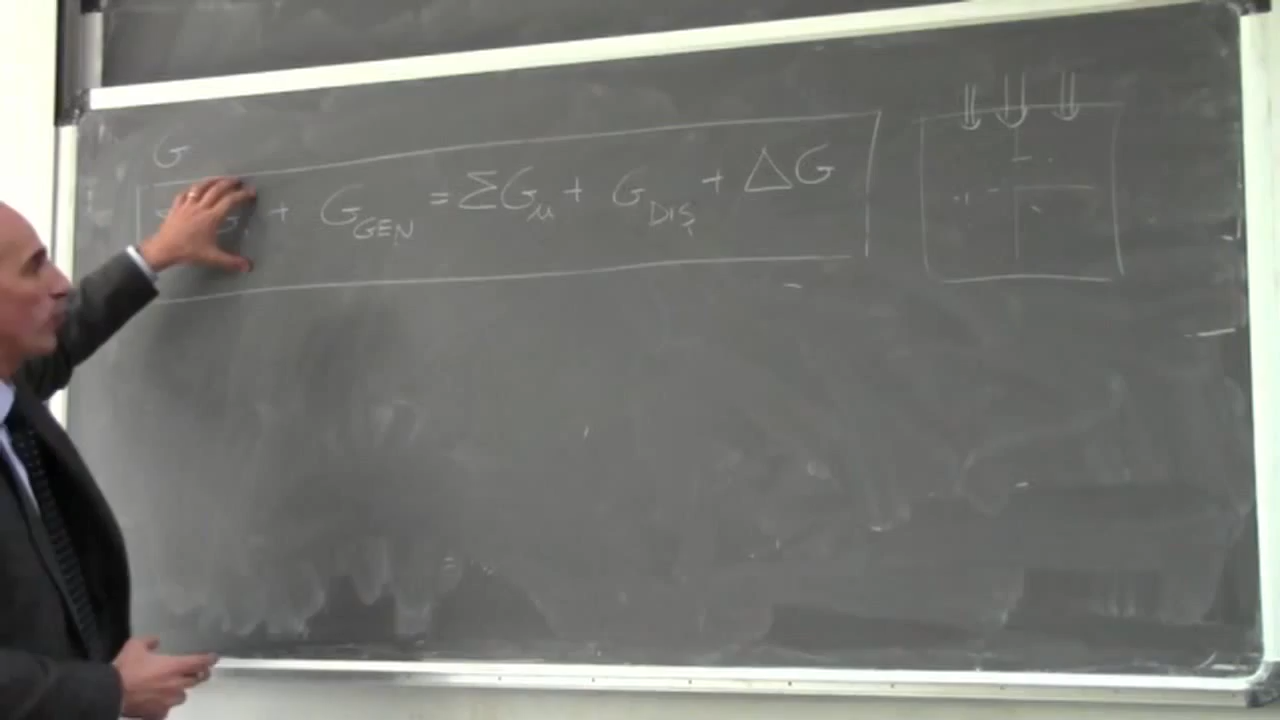 G
+ G_GEN = ΣG_u + G_DIS + ΔG